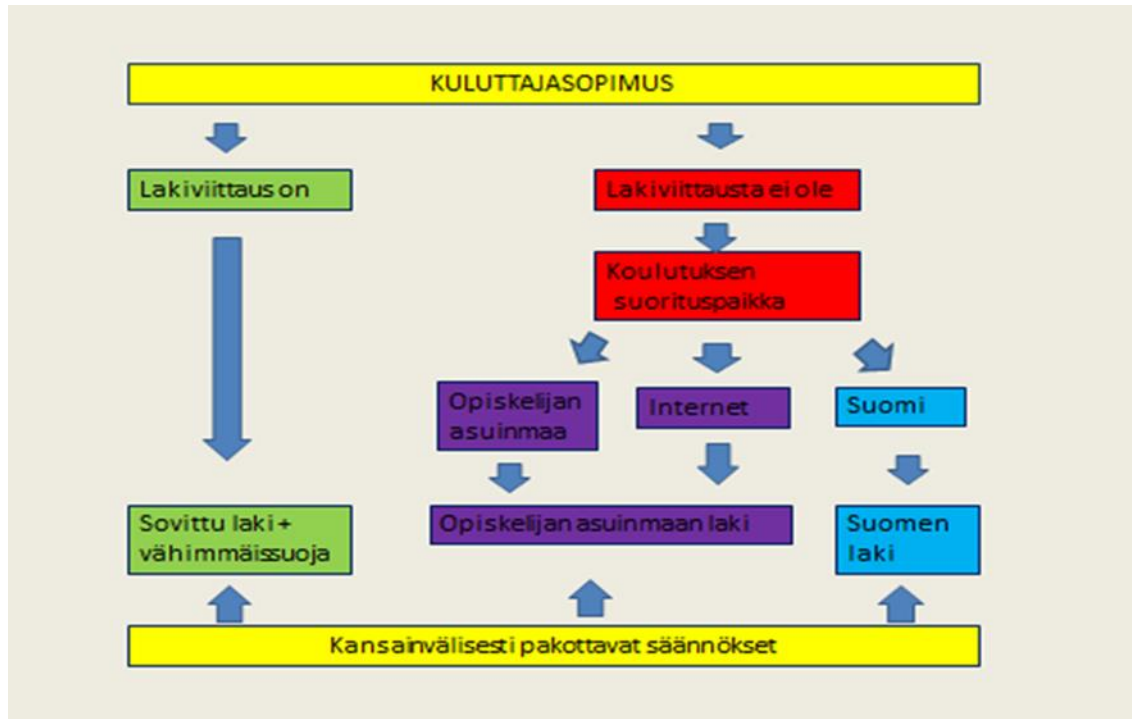 KULUTTAJASOPIMUS
Lakiviittaus on
Lakiviittausta ei ole
Koulutuksen
suorituspaikka
Opiskelijan
asuinmaa
Internet
Suomi
Sovittu laki +
vähimmäissuoja
Opiskelijan asuinmaan laki
Suomen
laki
Kansainvälisesti pakottavat säännökset